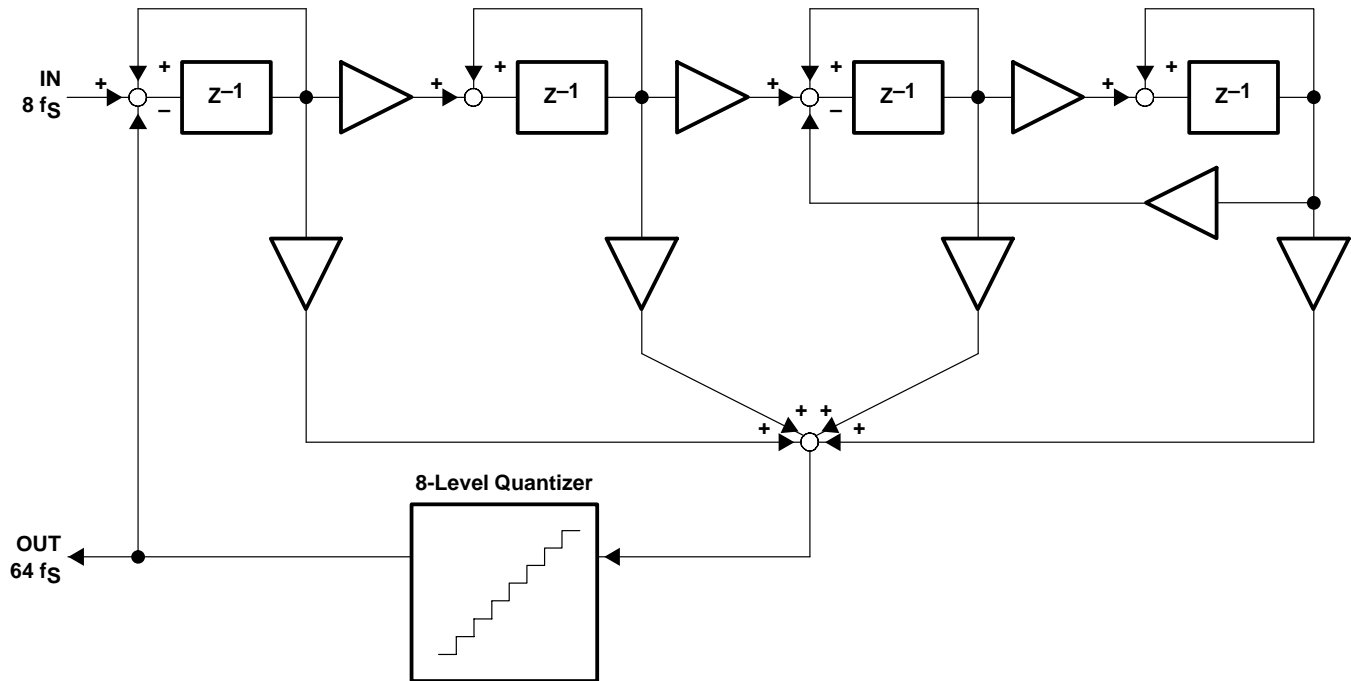 + + + +
IN + Z–1 + Z–1 + Z–1 + Z–1
8 fS – –
+ +
+ +
8-Level Quantizer
OUT
64 fS